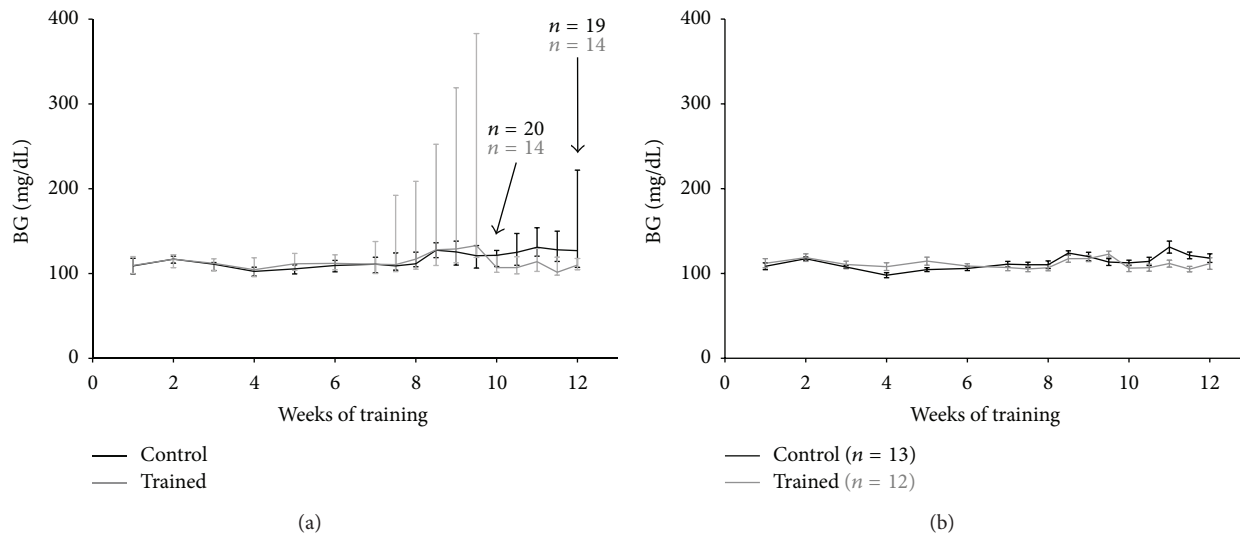 400
300
200
100
0
BG (mg/dL)
n = 19
n = 14
n = 20
n = 14
0 2 4 6 8 10 12
Weeks of training
Control
Trained
(a)
400
300
200
100
0
BG (mg/dL)
0 2 4 6 8 10 12
Weeks of training
Control (n = 13)
Trained (n = 12)
(b)